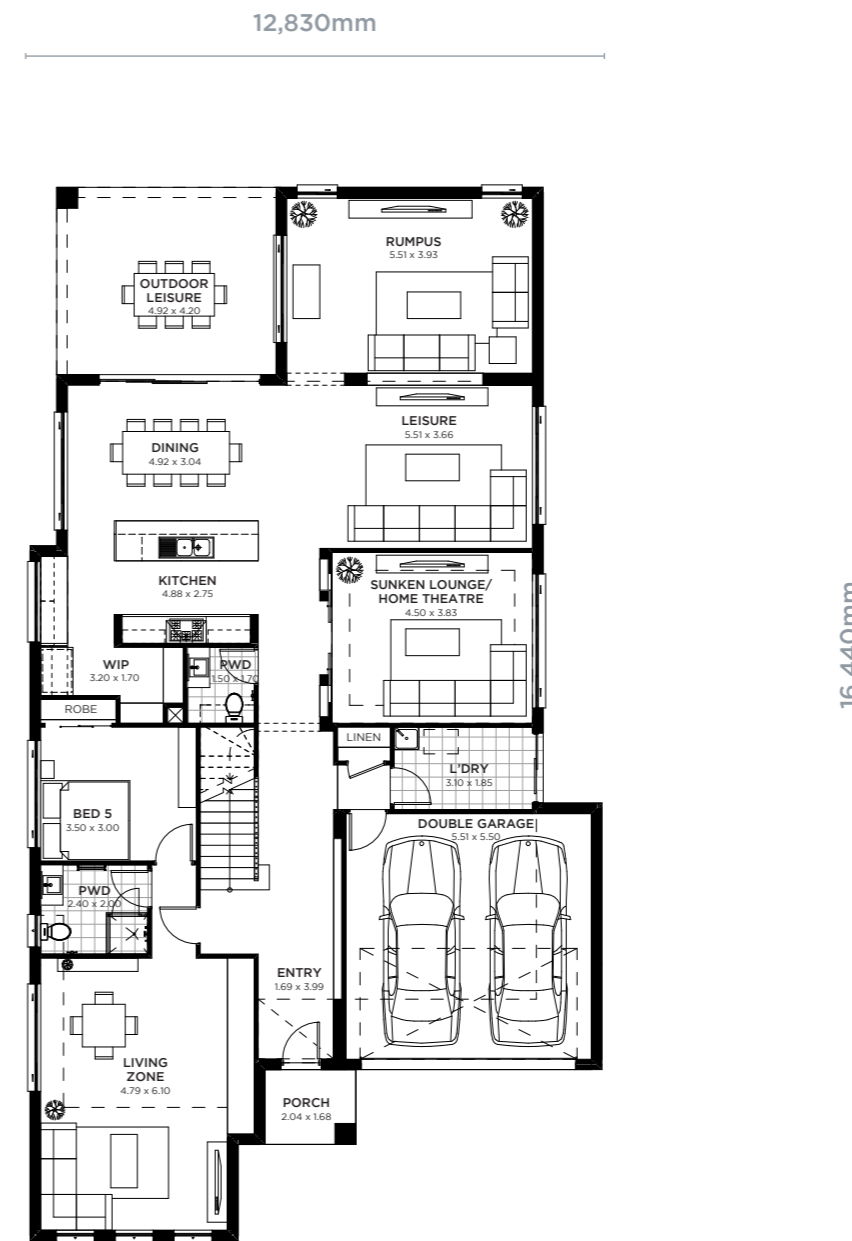 12,830mm
RUMPUS
5.51 x 3.93
OUTDOOR
LEISURE
4.92 x 4.20
LEISURE
5.51 x 3.66
DINING
4.92 x 3.04
KITCHEN
4.88 x 2.75
SUNKEN LOUNGE/
HOME THEATRE
4.50 x 3.83
16,440mm
WIP
3.20 x 1.70
PWD
1.50 x 1.70
ROBE
LINEN
L'DRY
3.10 x 1.85
BED 5
3.50 x 3.00
DOUBLE GARAGE
5.51 x 5.50
PWD
2.40 x 2.00
ENTRY
1.69 x 3.99
LIVING
ZONE
4.79 x 6.10
PORCH
2.04 x 1.68